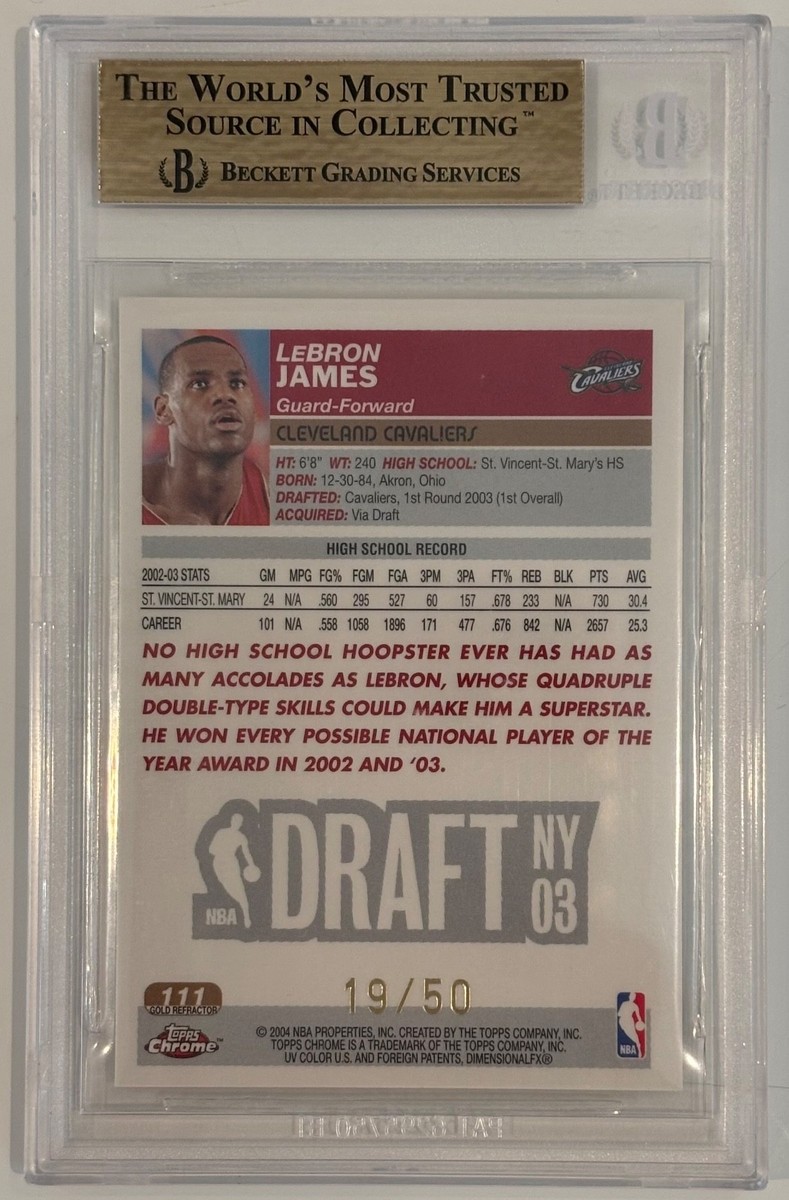 THE WORLD'S MOST TRUSTED
SOURCE IN COLLECTING™
B BECKETT GRADING SERVICES
LEBRON
JAMES
Guard-Forward
CAVALIERS
CLEVELAND CAVALIERS
HT: 6'8" WT: 240 HIGH SCHOOL: St. Vincent-St. Mary's HS
BORN: 12-30-84, Akron, Ohio
DRAFTED: Cavaliers, 1st Round 2003 (1st Overall)
ACQUIRED: Via Draft
HIGH SCHOOL RECORD
2002-03 STATS GM MPG FG% FGM FGA 3PM 3PA FT% REB BLK PTS AVG
ST. VINCENT-ST. MARY 24 N/A .560 295 527 60 157 .678 233 N/A 730 30.4
CAREER 101 N/A .558 1058 1896 171 477 .676 842 N/A 2657 25.3
NO HIGH SCHOOL HOOPSTER EVER HAS HAD AS
MANY ACCOLADES AS LEBRON, WHOSE QUADRUPLE
DOUBLE-TYPE SKILLS COULD MAKE HIM A SUPERSTAR.
HE WON EVERY POSSIBLE NATIONAL PLAYER OF THE
YEAR AWARD IN 2002 AND '03.
NBA DRAFT NY
03
19/50
111
GOLD REFRACTOR
Topps
Chrome™
© 2004 NBA PROPERTIES, INC. CREATED BY THE TOPPS COMPANY, INC.
TOPPS CHROME IS A TRADEMARK OF THE TOPPS COMPANY, INC.
UV COLOR U.S. AND FOREIGN PATENTS, DIMENSIONALFX®
NBA